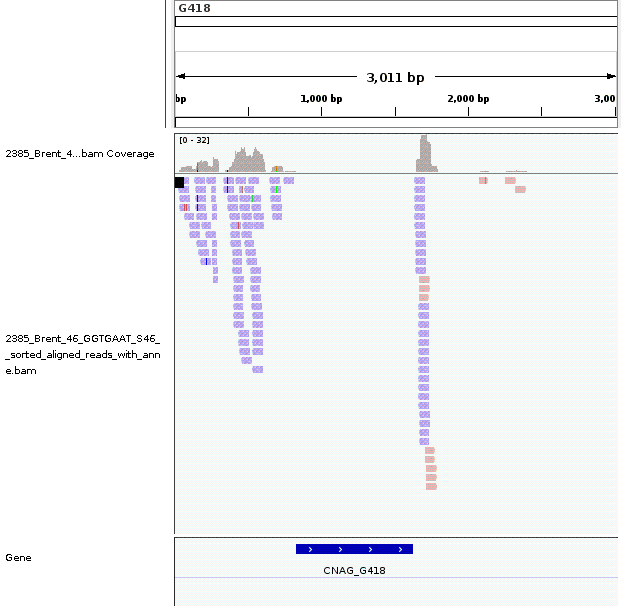 G418
3,011 bp
bp 1,000 bp 2,000 bp 3,00
[0 - 32]
2385_Brent_4...bam Coverage
2385_Brent_46_GGTGAAT_S46_
_sorted_aligned_reads_with_ann
e.bam
Gene
CNAG_G418